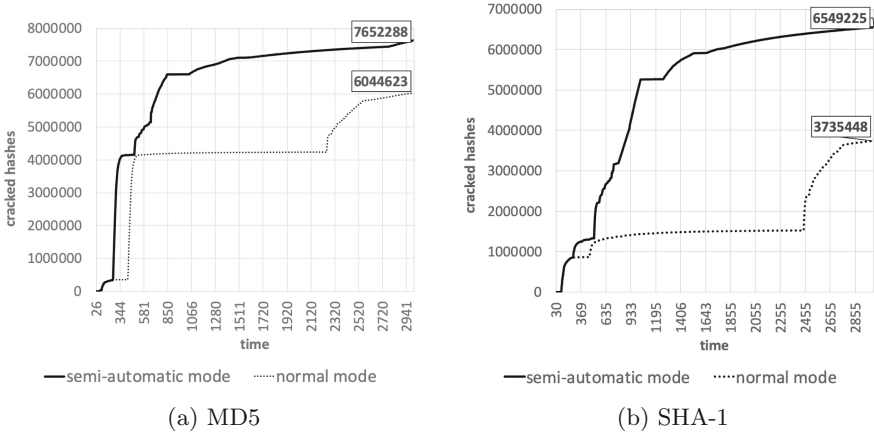 8000000
7000000
6000000
5000000
4000000
3000000
2000000
1000000
0
cracked hashes
7652288
6044623
26 344 581 850 1066 1280 1511 1720 1920 2120 2320 2520 2720 2941
time
semi-automatic mode normal mode
(a) MD5
7000000
6000000
5000000
4000000
3000000
2000000
1000000
0
cracked hashes
6549225
3735448
30 369 635 933 1195 1406 1643 1855 2055 2255 2455 2655 2855
time
semi-automatic mode normal mode
(b) SHA-1